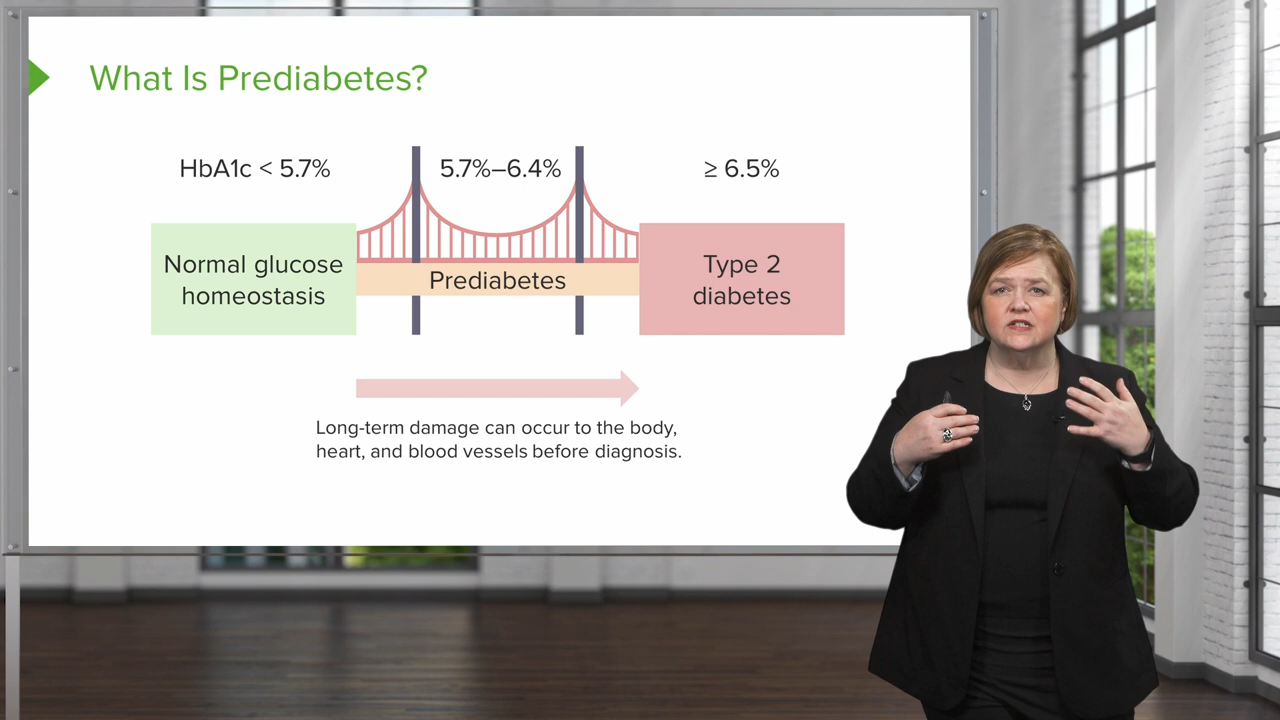 What Is Prediabetes?
HbA1c < 5.7%
5.7%–6.4%
≥ 6.5%
Normal glucose
homeostasis
Prediabetes
Type 2
diabetes
Long-term damage can occur to the body,
heart, and blood vessels before diagnosis.